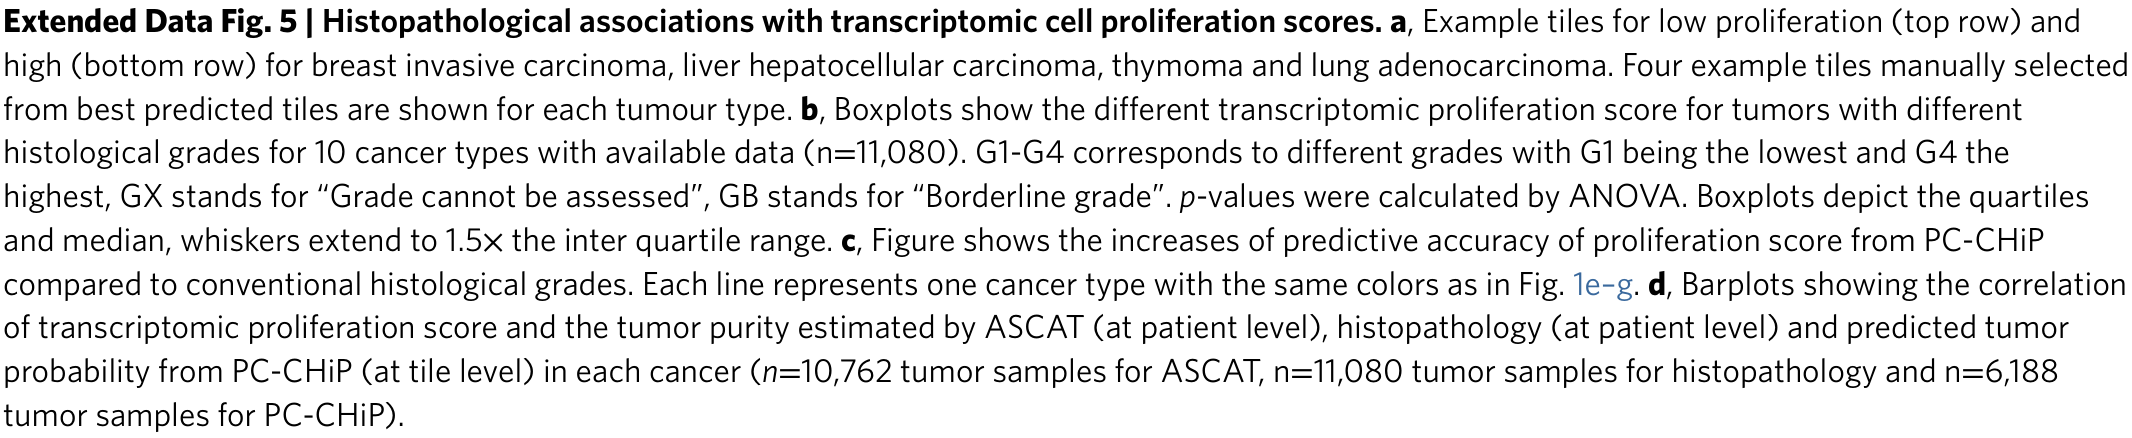 Extended Data Fig. 5 | Histopathological associations with transcriptomic cell proliferation scores. a, Example tiles for low proliferation (top row) and
high (bottom row) for breast invasive carcinoma, liver hepatocellular carcinoma, thymoma and lung adenocarcinoma. Four example tiles manually selected
from best predicted tiles are shown for each tumour type. b, Boxplots show the different transcriptomic proliferation score for tumors with different
histological grades for 10 cancer types with available data (n=11,080). G1-G4 corresponds to different grades with G1 being the lowest and G4 the
highest, GX stands for “Grade cannot be assessed”, GB stands for “Borderline grade”. p-values were calculated by ANOVA. Boxplots depict the quartiles
and median, whiskers extend to 1.5× the inter quartile range. c, Figure shows the increases of predictive accuracy of proliferation score from PC-CHiP
compared to conventional histological grades. Each line represents one cancer type with the same colors as in Fig. 1e–g. d, Barplots showing the correlation
of transcriptomic proliferation score and the tumor purity estimated by ASCAT (at patient level), histopathology (at patient level) and predicted tumor
probability from PC-CHiP (at tile level) in each cancer (n=10,762 tumor samples for ASCAT, n=11,080 tumor samples for histopathology and n=6,188
tumor samples for PC-CHiP).